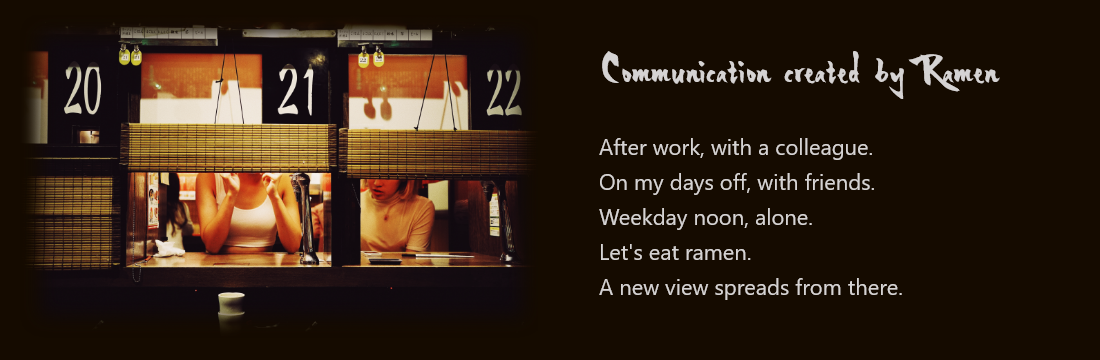 20
21
22
Communication created by Ramen
After work, with a colleague.
On my days off, with friends.
Weekday noon, alone.
Let's eat ramen.
A new view spreads from there.